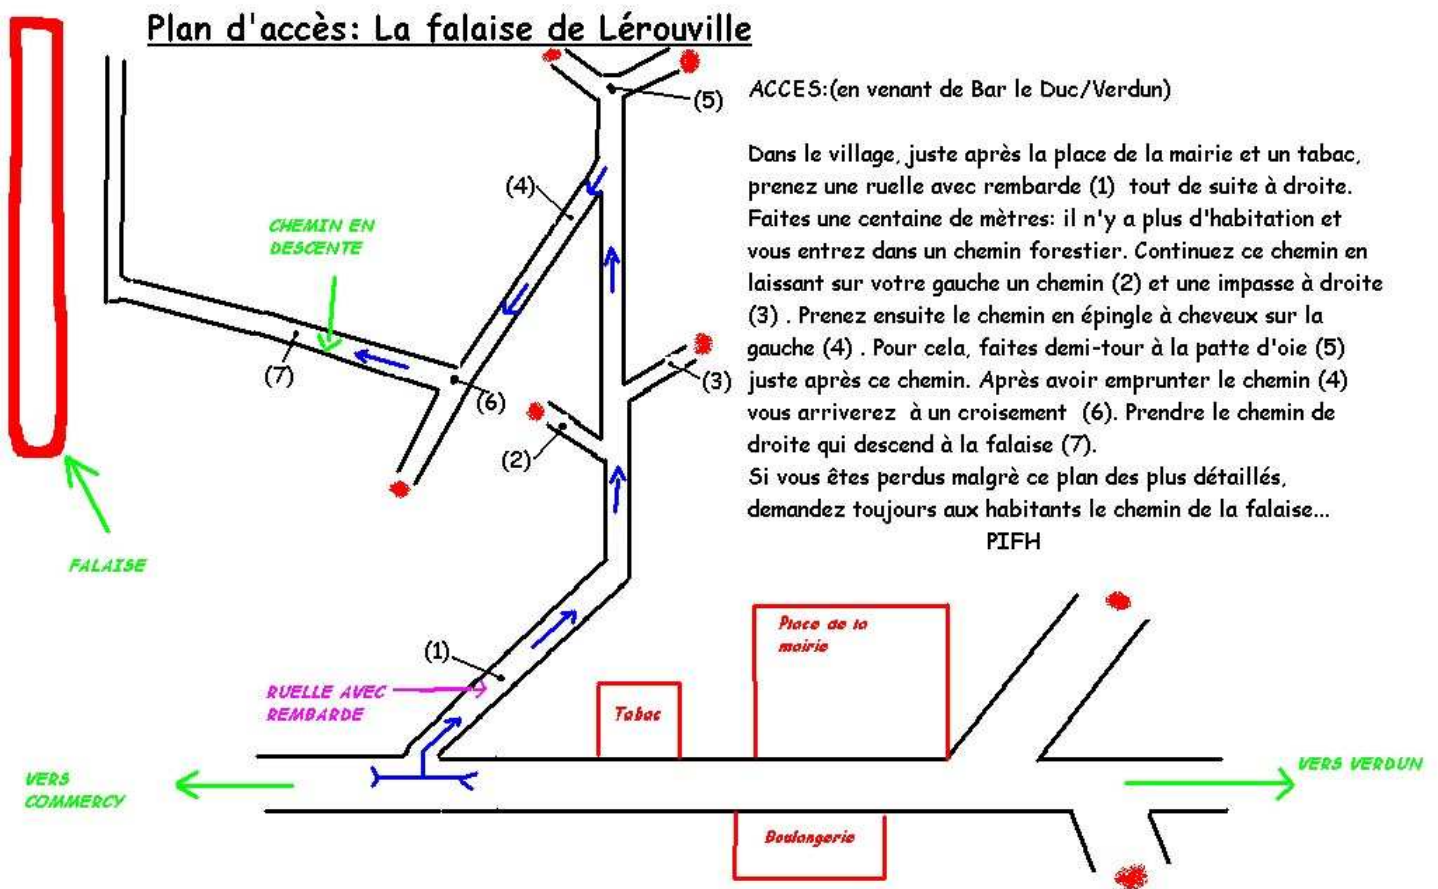 Plan d'accès: La falaise de Lérouville
ACCES:(en venant de Bar le Duc/Verdun)
Dans le village, juste après la place de la mairie et un tabac,
prenez une ruelle avec rembarde (1) tout de suite à droite.
Faites une centaine de mètres: il n'y a plus d'habitation et
vous entrez dans un chemin forestier. Continuez ce chemin en
laissant sur votre gauche un chemin (2) et une impasse à droite
(3) . Prenez ensuite le chemin en épingle à cheveux sur la
gauche (4) . Pour cela, faites demi-tour à la patte d'oie (5)
juste après ce chemin. Après avoir emprunter le chemin (4)
vous arriverez à un croisement (6). Prendre le chemin de
droite qui descend à la falaise (7).
Si vous êtes perdus malgrè ce plan des plus détaillés,
demandez toujours aux habitants le chemin de la falaise...
PIFH
(5)
(4)
CHEMIN EN
DESCENTE
(7)
(6)
(3)
(2)
FALAISE
(1)
RUELLE AVEC
REMBARDE
Tabac
Place de la
mairie
VERS
COMMERCY
VERS VERDUN
Boulangerie